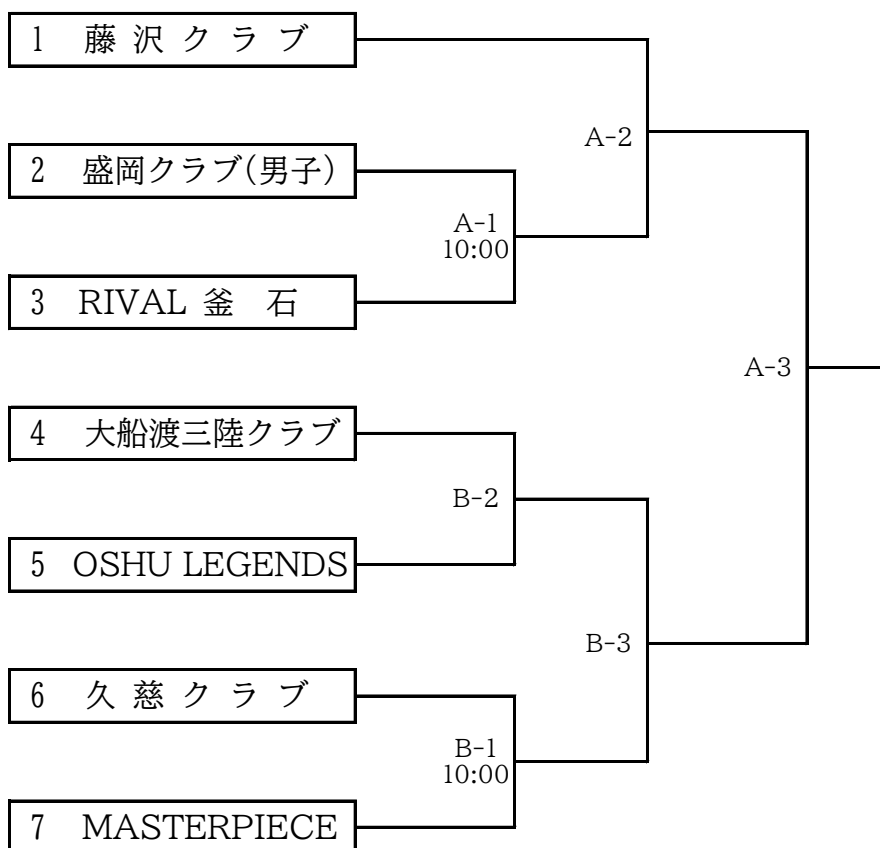 1 藤沢クラブ
A-2
2 盛岡クラブ(男子)
A-1
10:00
3 RIVAL 釜 石
A-3
4 大船渡三陸クラブ
B-2
5 OSHU LEGENDS
B-3
6 久慈クラブ
B-1
10:00
7 MASTERPIECE